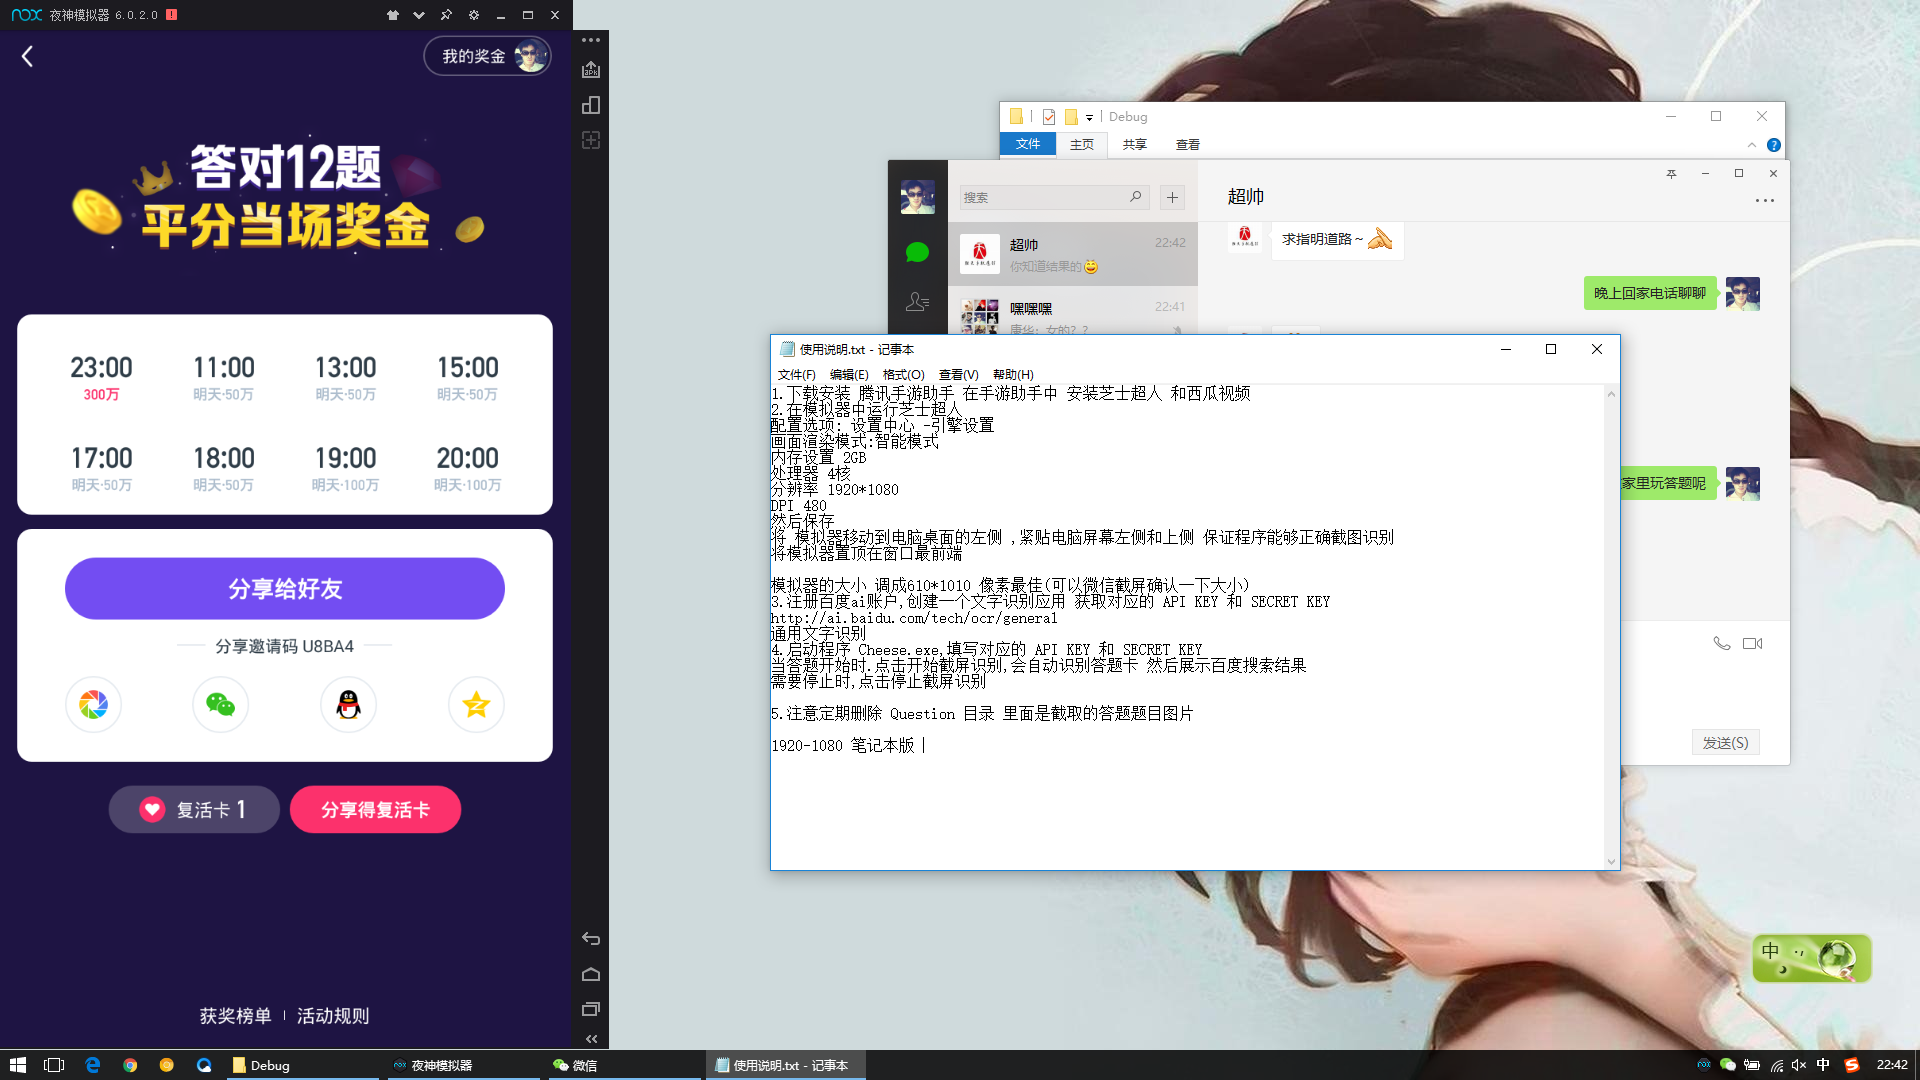 nox 夜神模拟器 6.0.2.0
我的奖金
答对12题
平分当场奖金
23:00 11:00 13:00 15:00
300万 明天·50万 明天·50万 明天·50万
17:00 18:00 19:00 20:00
明天·50万 明天·50万 明天·100万 明天·100万
分享给好友
分享邀请码 U8BA4
复活卡 1
分享得复活卡
获奖榜单 | 活动规则
Debug
文件 主页 共享 查看
搜索
超帅 22:42
你知道结果的
嘿嘿嘿 22:41
唐华: 女的? ?
超帅
求指明道路~
晚上回家电话聊聊
家里玩答题呢
发送(S)
使用说明.txt - 记事本
文件(F) 编辑(E) 格式(O) 查看(V) 帮助(H)
1.下载安装 腾讯手游助手 在手游助手中 安装芝士超人 和西瓜视频
2.在模拟器中运行芝士超人
配置选项: 设置中心 -引擎设置
画面渲染模式:智能模式
内存设置 2GB
处理器 4核
分辨率 1920*1080
DPI 480
然后保存
将 模拟器移动到电脑桌面的左侧 ,紧贴电脑屏幕左侧和上侧 保证程序能够正确截图识别
将模拟器置顶在窗口最前端
模拟器的大小 调成610*1010 像素最佳(可以微信截屏确认一下大小)
3.注册百度ai账户,创建一个文字识别应用 获取对应的 API KEY 和 SECRET KEY
http://ai.baidu.com/tech/ocr/general
通用文字识别
4.启动程序 Cheese.exe,填写对应的 API KEY 和 SECRET KEY
当答题开始时.点击开始截屏识别,会自动识别答题卡 然后展示百度搜索结果
需要停止时,点击停止截屏识别
5.注意定期删除 Question 目录 里面是截取的答题题目图片
1920-1080 笔记本版
中
Debug 夜神模拟器 微信 使用说明.txt - 记事本 中 22:42